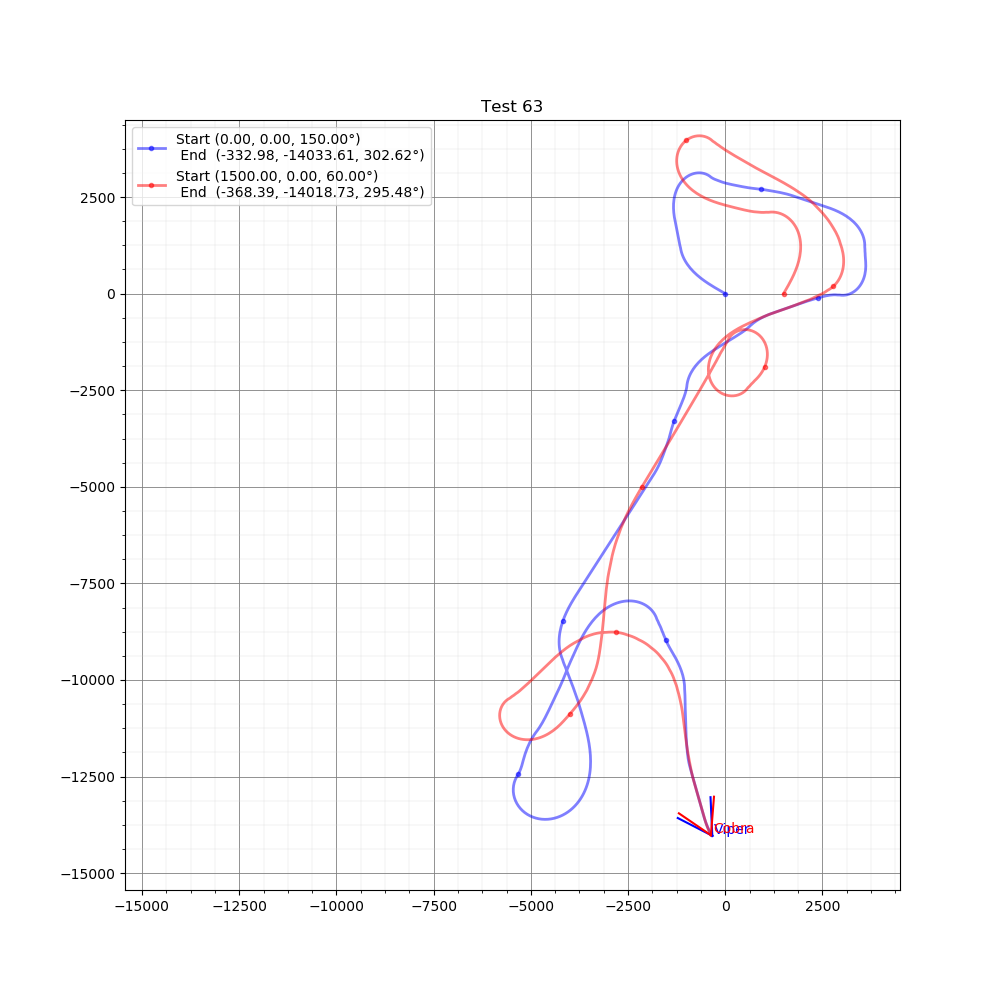 Test 63
Start (0.00, 0.00, 150.00°)
End (-332.98, -14033.61, 302.62°)
Start (1500.00, 0.00, 60.00°)
End (-368.39, -14018.73, 295.48°)
2500
0
−2500
−5000
−7500
−10000
−12500
−15000
Viper
Cobra
−15000 −12500 −10000 −7500 −5000 −2500 0 2500